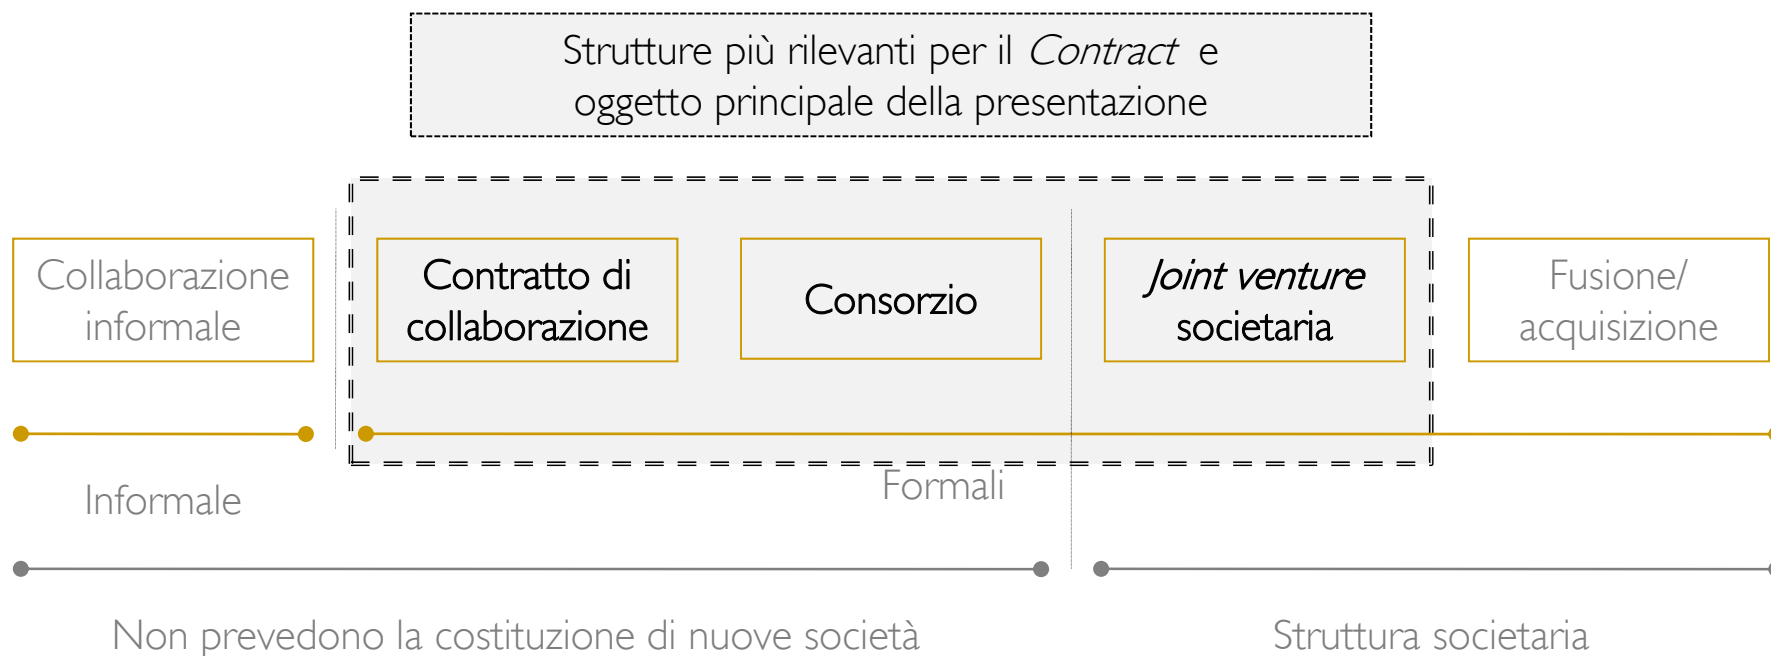 Strutture più rilevanti per il Contract e
oggetto principale della presentazione
Collaborazione
informale
Contratto di
collaborazione
Consorzio
Joint venture
societaria
Fusione/
acquisizione
Informale
Formali
Non prevedono la costituzione di nuove società
Struttura societaria